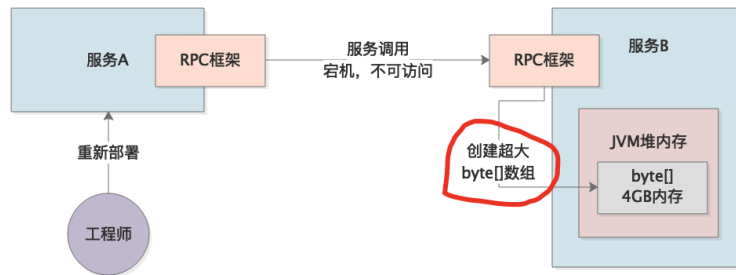 服务A
RPC框架
服务调用
宕机，不可访问
RPC框架
服务B
重新部署
工程师
创建超大
byte[]数组
JVM堆内存
byte[]
4GB内存